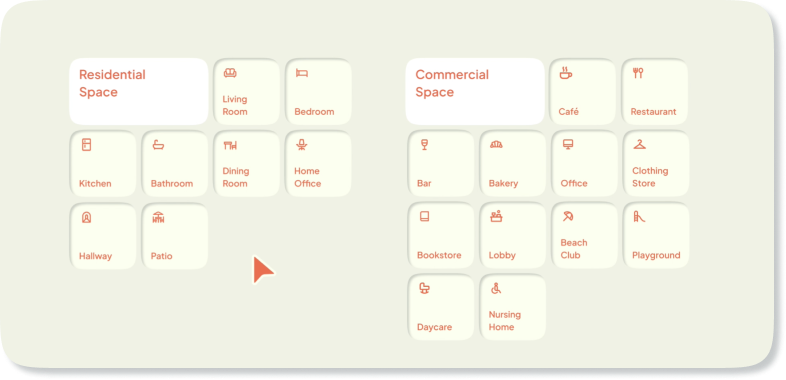 Residential
Space
Living
Room
Bedroom
Kitchen
Bathroom
Dining
Room
Home
Office
Hallway
Patio
Commercial
Space
Café
Restaurant
Bar
Bakery
Office
Clothing
Store
Bookstore
Lobby
Beach
Club
Playground
Daycare
Nursing
Home